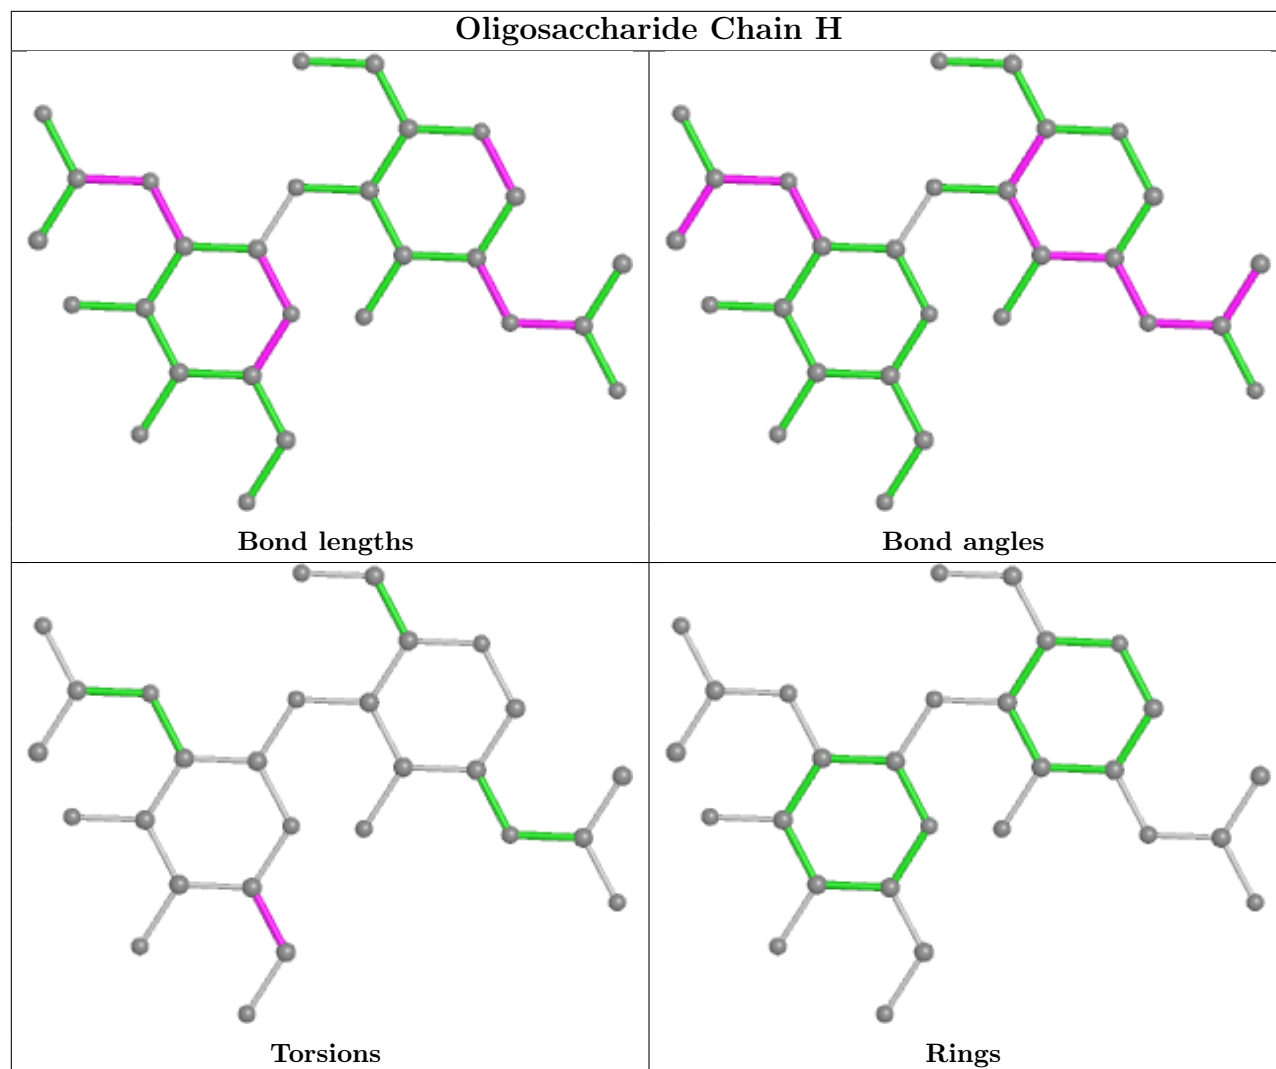 Oligosaccharide Chain H
Bond lengths
Bond angles
Torsions
Rings